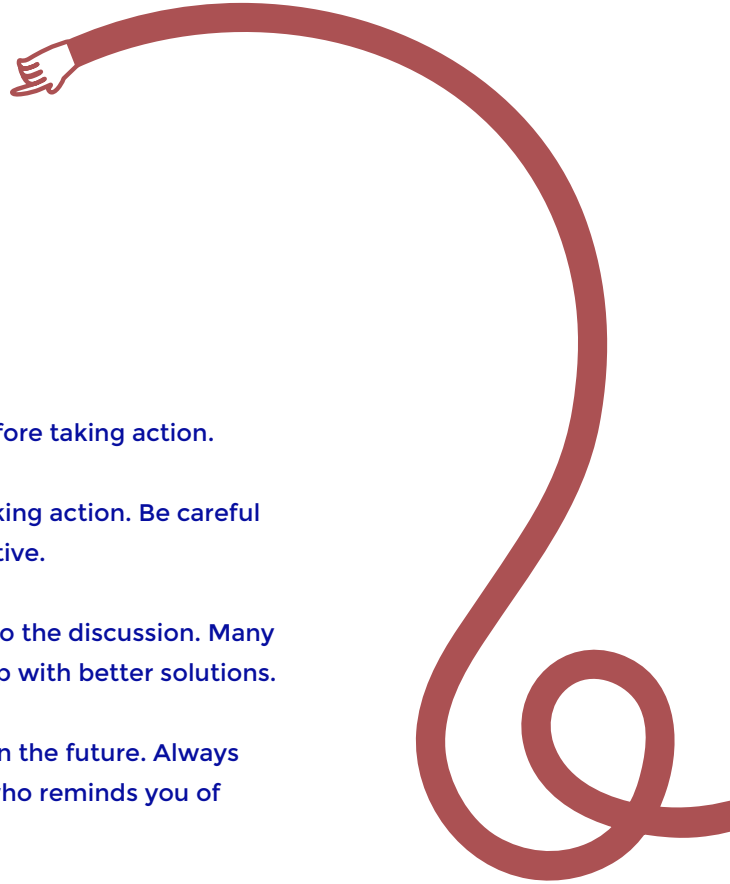 fore taking action.
king action. Be careful
tive.
o the discussion. Many
p with better solutions.
n the future. Always
who reminds you of